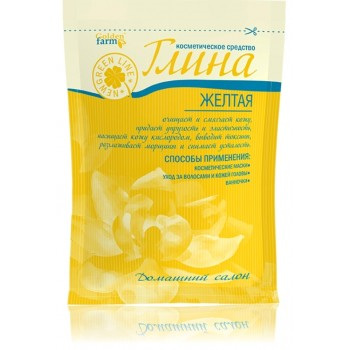 Golden
farm
NEW GREEN LINE
косметическое средство
Глина
ЖЕЛТАЯ
очищает и смягчает кожу,
придает упругость и эластичность,
насыщает кожу кислородом, выводит токсины,
разглаживает морщины и снимает усталость.
СПОСОБЫ ПРИМЕНЕНИЯ:
КОСМЕТИЧЕСКИЕ МАСКИ
УХОД ЗА ВОЛОСАМИ И КОЖЕЙ ГОЛОВЫ
ВАННОЧКИ
Домашний салон